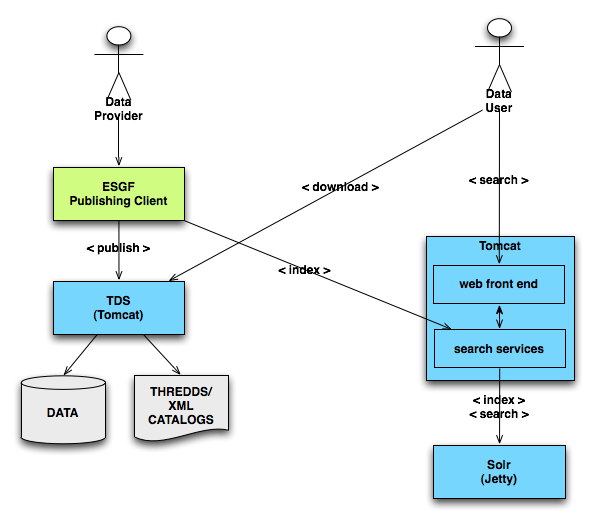 Data
Provider
Data
User
ESGF
Publishing Client
< download >
< search >
< publish >
< index >
Tomcat
web front end
search services
TDS
(Tomcat)
DATA
THREDDS/
XML
CATALOGS
< index >
< search >
Solr
(Jetty)